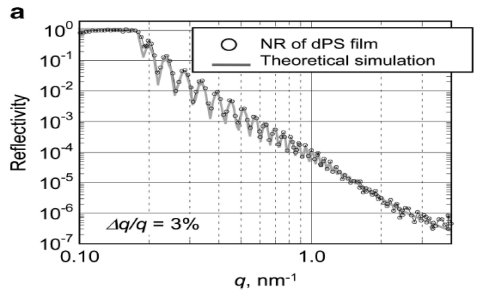 a
NR of dPS film
Theoretical simulation
Reflectivity
10⁰
10⁻¹
10⁻²
10⁻³
10⁻⁴
10⁻⁵
10⁻⁶
10⁻⁷
Δq/q = 3%
0.10
1.0
q, nm⁻¹